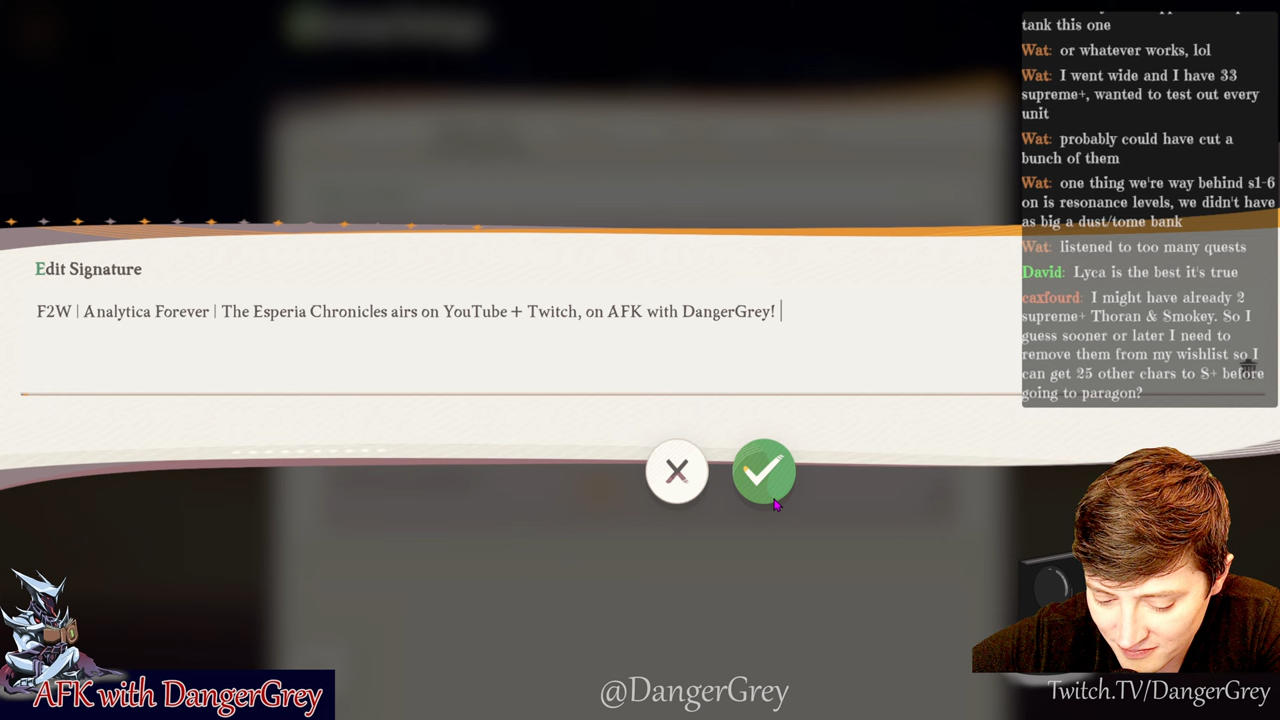 tank this one
Wat: or whatever works, lol
Wat: I went wide and I have 33
supreme+, wanted to test out every
unit
Wat: probably could have cut a
bunch of them
Wat: one thing we're way behind s1-6
on is resonance levels, we didn't have
as big a dust/tome bank
Wat: listened to too many quests
David: Lyca is the best it's true
caxfourd: I might have already 2
supreme+ Thoran & Smokey. So I
guess sooner or later I need to
remove them from my wishlist so I
can get 25 other chars to S+ before
going to paragon?
Edit Signature
F2W | Analytica Forever | The Esperia Chronicles airs on YouTube + Twitch, on AFK with DangerGrey!
AFK with DangerGrey
@DangerGrey
Twitch.TV/DangerGrey